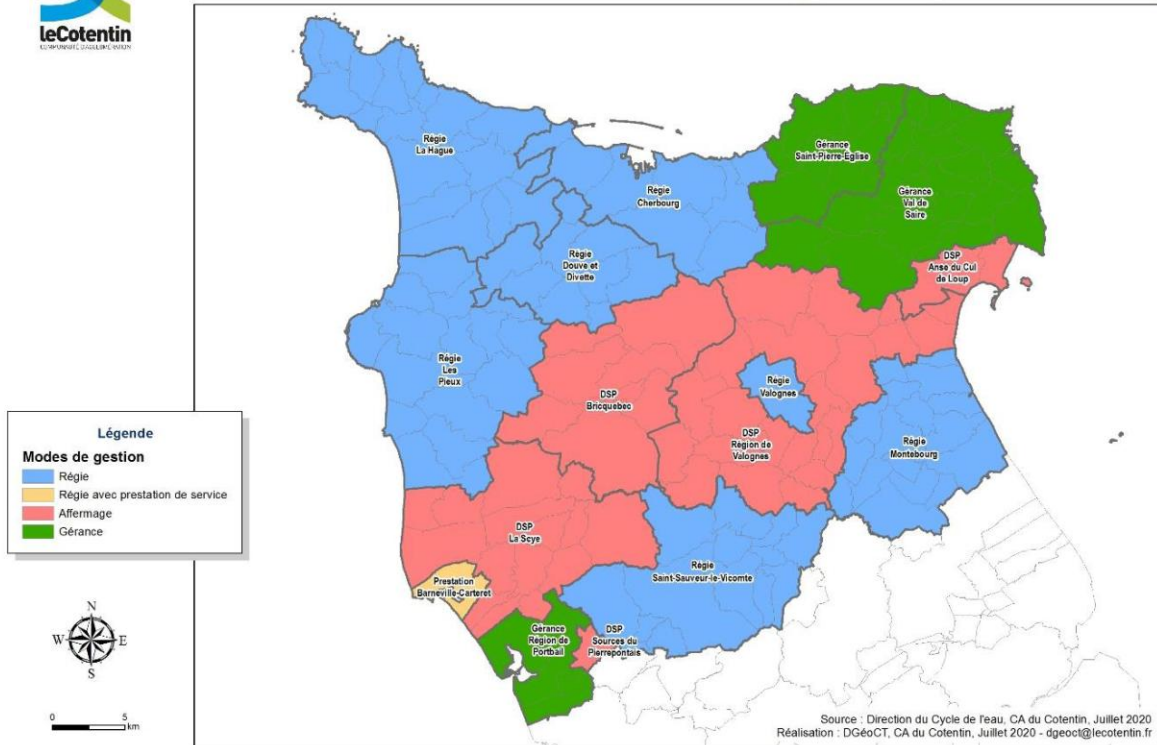 leCotentin
COMMUNAUTÉ D'AGGLOMÉRATION
Régie
La Hague
Régie
Cherbourg
Gérance
Saint-Pierre-Église
Gérance
Val de
Saire
Régie
Douve et
Divette
DSP
Anse du Cul
de Loup
Régie
Les
Pieux
DSP
Bricquebec
Régie
Valognes
DSP
Région de
Valognes
Régie
Montebourg
DSP
La Scye
Régie
Saint-Sauveur-le-Vicomte
Prestation
Barneville-Carteret
Gérance
Région de
Portbail
DSP
Sources du
Pierrepontais
Légende
Modes de gestion
Régie
Régie avec prestation de service
Affermage
Gérance
N
W E
S
0 5
km
Source : Direction du Cycle de l'eau, CA du Cotentin, Juillet 2020
Réalisation : DGéoCT, CA du Cotentin, Juillet 2020 - dgeoct@lecotentin.fr